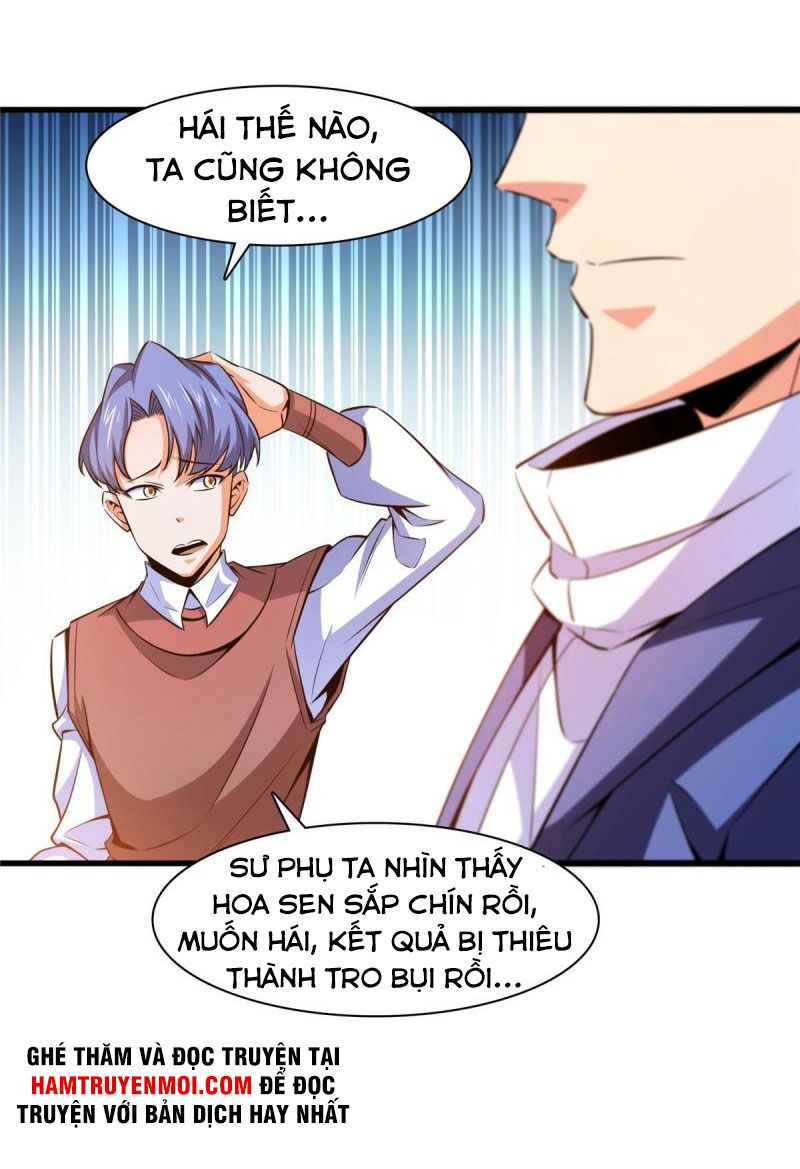 HÁI THẾ NÀO,
TA CŨNG KHÔNG
BIẾT...
SƯ PHỤ TA NHÌN THẤY
HOA SEN SẮP CHÍN RỒI,
MUỐN HÁI, KẾT QUẢ BỊ THIÊU
THÀNH TRO BỤI RỒI...
GHÉ THĂM VÀ ĐỌC TRUYỆN TẠI
HAMTRUYENMOI.COM ĐỂ ĐỌC
TRUYỆN VỚI BẢN DỊCH HAY NHẤT